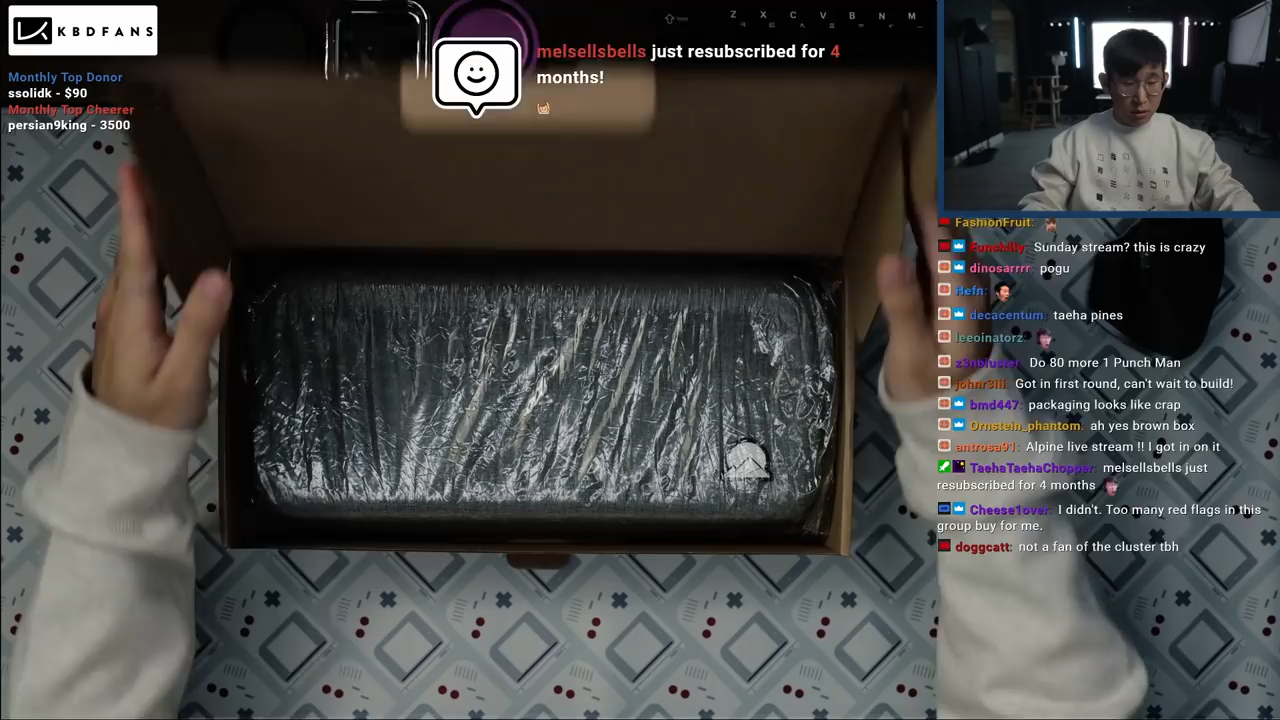 KBDFANS
Monthly Top Donor
ssolidk - $90
Monthly Top Cheerer
persian9king - 3500
Z X C V B N M
melsellsbells just resubscribed for 4
months!
FashionFruit:
Sunday stream? this is crazy
dinosarrrr: pogu
Hefn:
decacentum: taeha pines
leeoinatorz:
z3nbluster: Do 80 more 1 Punch Man
johnr3iii: Got in first round, can't wait to build!
bmd447: packaging looks like crap
Ornstein_phantom: ah yes brown box
antrosa91: Alpine live stream !! I got in on it
TaehaTaehaChopper: melsellsbells just
resubscribed for 4 months
Cheese1over: I didn't. Too many red flags in this
group buy for me.
doggcatt: not a fan of the cluster tbh